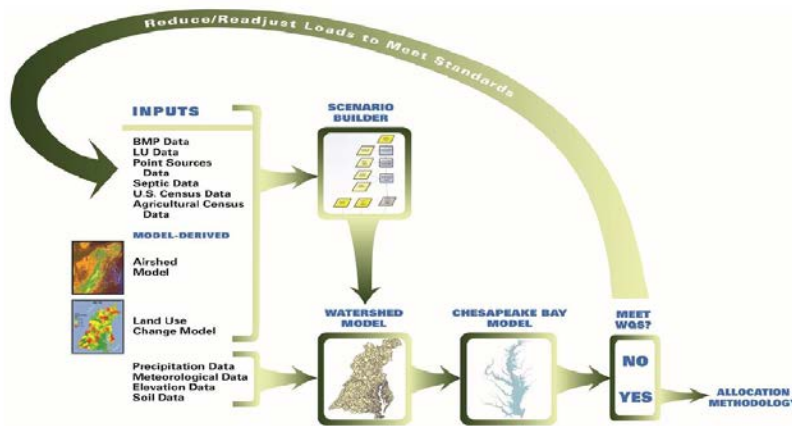 Reduce/Readjust Loads to Meet Standards
INPUTS
BMP Data
LU Data
Point Sources
Data
Septic Data
U.S. Census Data
Agricultural Census
Data
MODEL-DERIVED
Airshed
Model
Land Use
Change Model
Precipitation Data
Meteorological Data
Elevation Data
Soil Data
SCENARIO
BUILDER
WATERSHED
MODEL
CHESAPEAKE BAY
MODEL
MEET
WQS?
NO
YES
ALLOCATION
METHODOLOGY